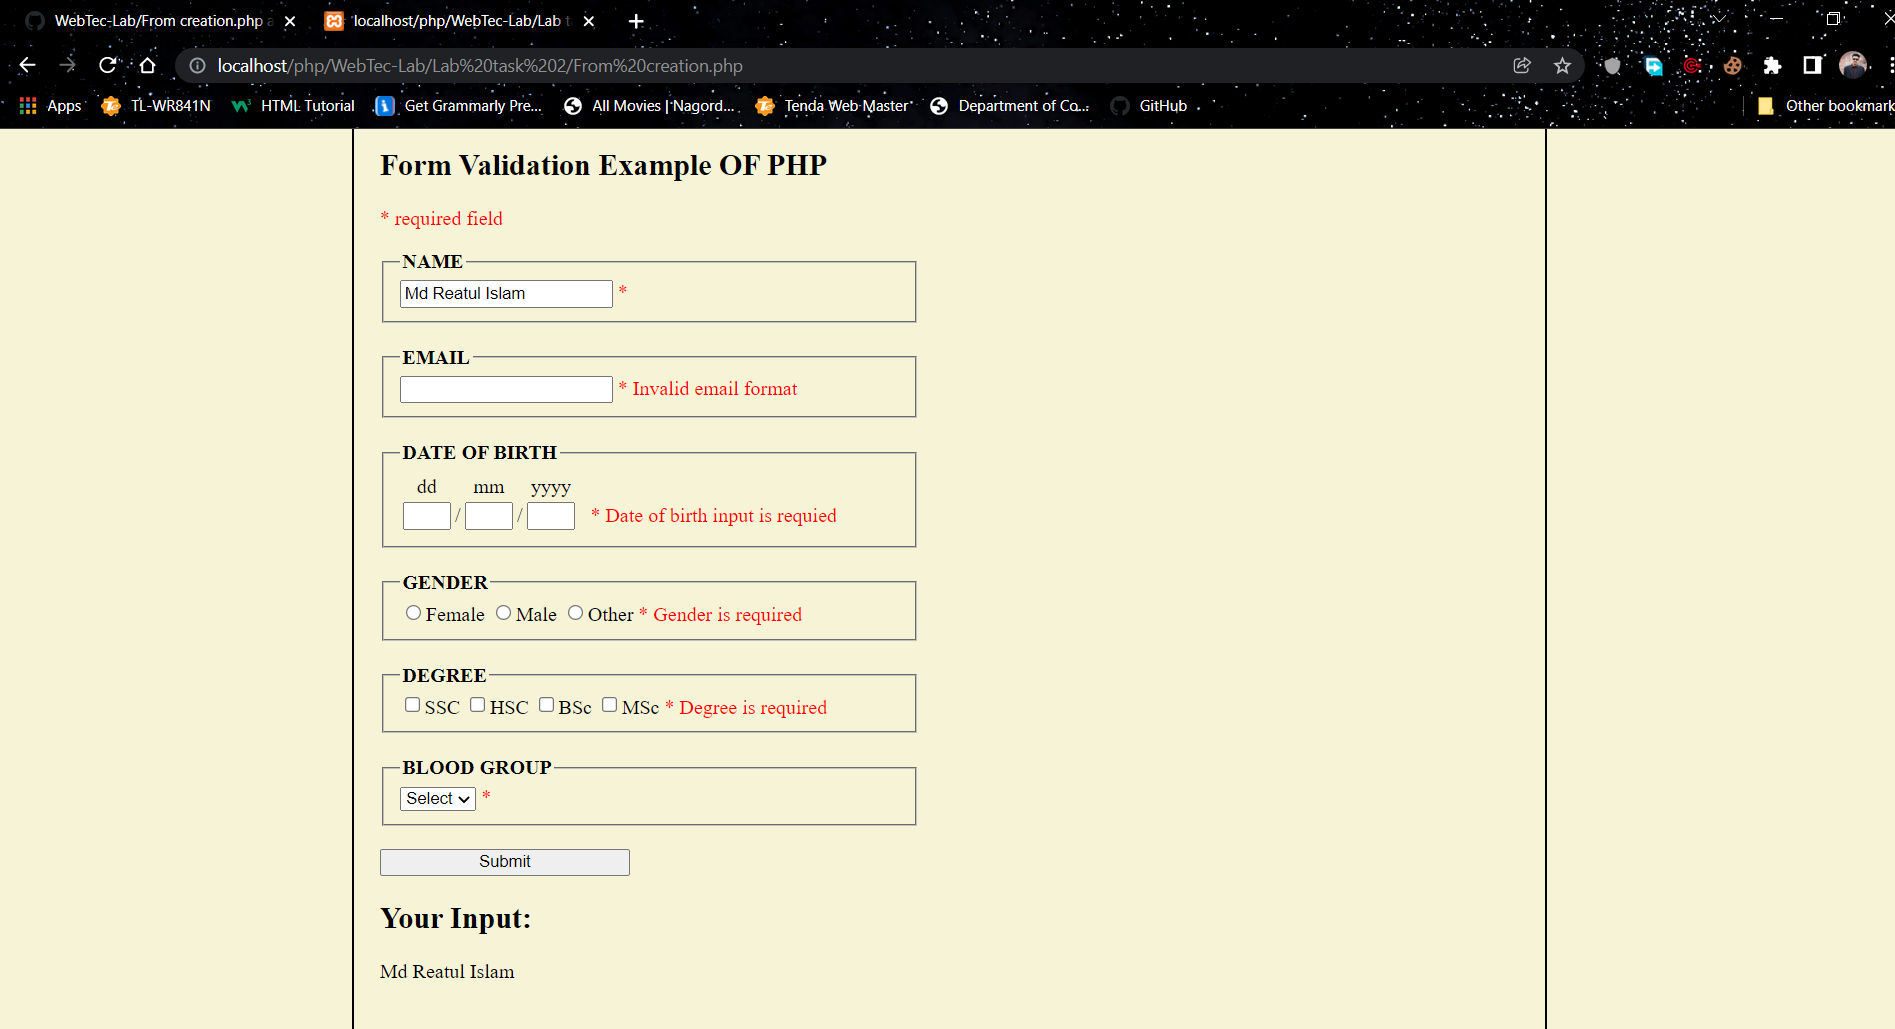 WebTec-Lab/From creation.php a
localhost/php/WebTec-Lab/Lab t
localhost/php/WebTec-Lab/Lab%20task%202/From%20creation.php
Apps TL-WR841N HTML Tutorial Get Grammarly Pre... All Movies | Nagord... Tenda Web Master Department of Co... GitHub Other bookmark
Form Validation Example OF PHP
* required field
NAME
Md Reatul Islam *
EMAIL
* Invalid email format
DATE OF BIRTH
dd mm yyyy
/ / * Date of birth input is requied
GENDER
Female Male Other * Gender is required
DEGREE
SSC HSC BSc MSc * Degree is required
BLOOD GROUP
Select *
Submit
Your Input:
Md Reatul Islam